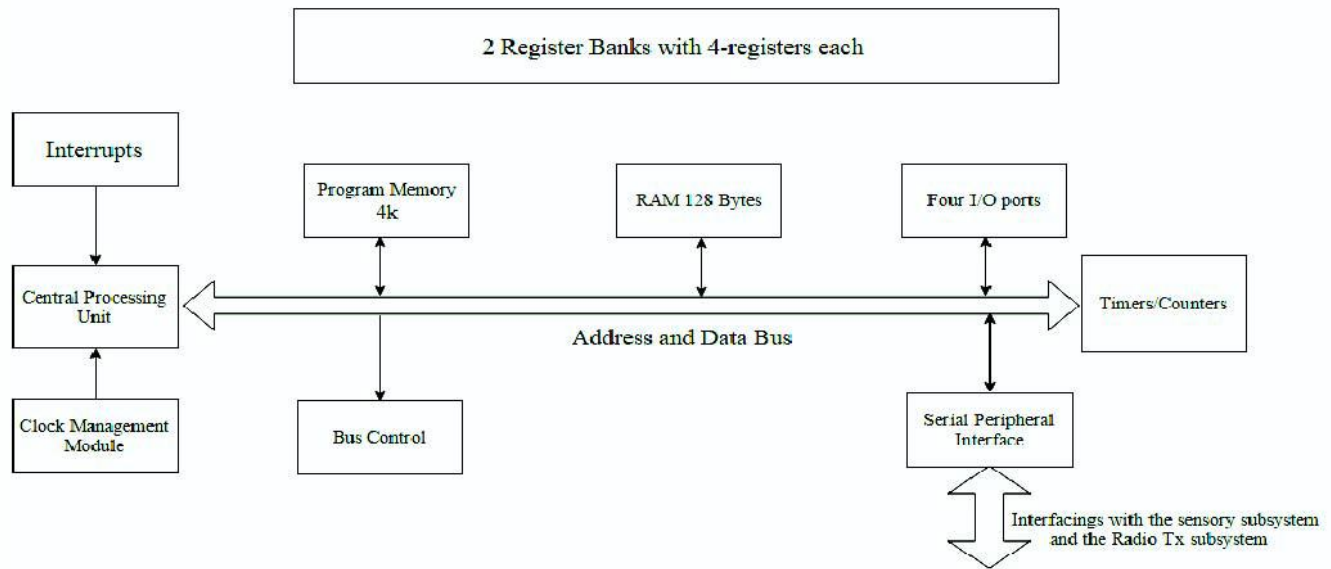 2 Register Banks with 4-registers each
Interrupts
Program Memory
4k
RAM 128 Bytes
Four I/O ports
Central Processing
Unit
Timers/Counters
Address and Data Bus
Clock Management
Module
Bus Control
Serial Peripheral
Interface
Interfacings with the sensory subsystem
and the Radio Tx subsystem